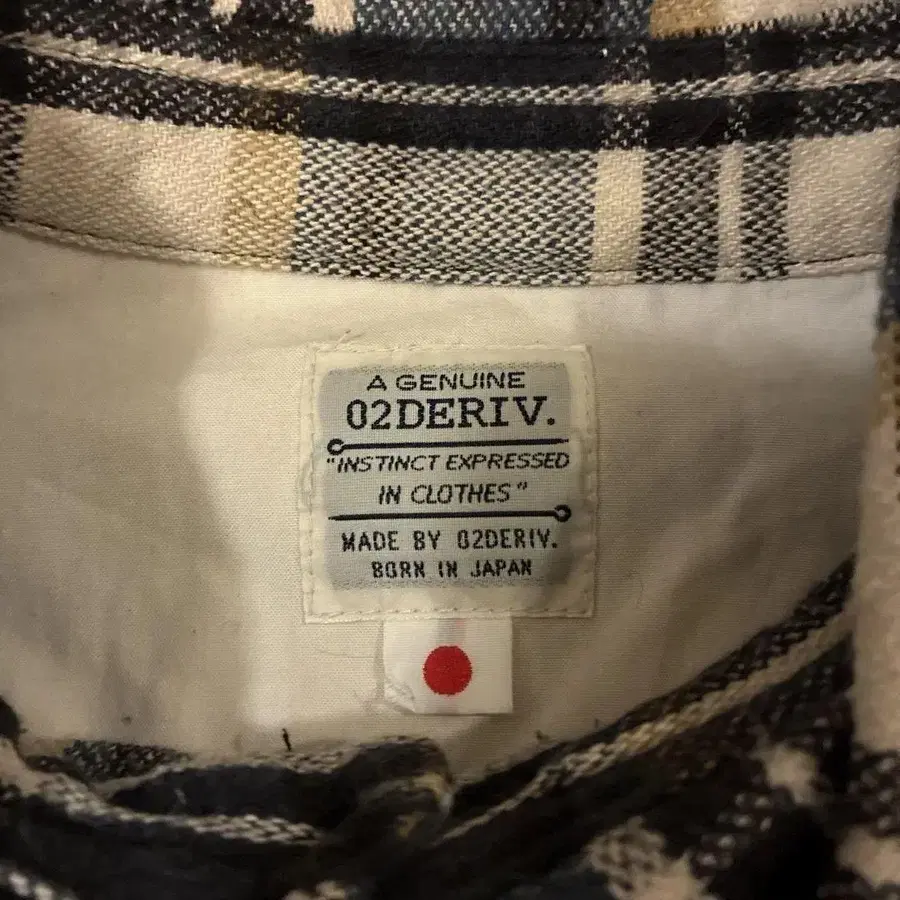 A GENUINE
02DERIV.
"INSTINCT EXPRESSED
IN CLOTHES"
MADE BY 02DERIV.
BORN IN JAPAN